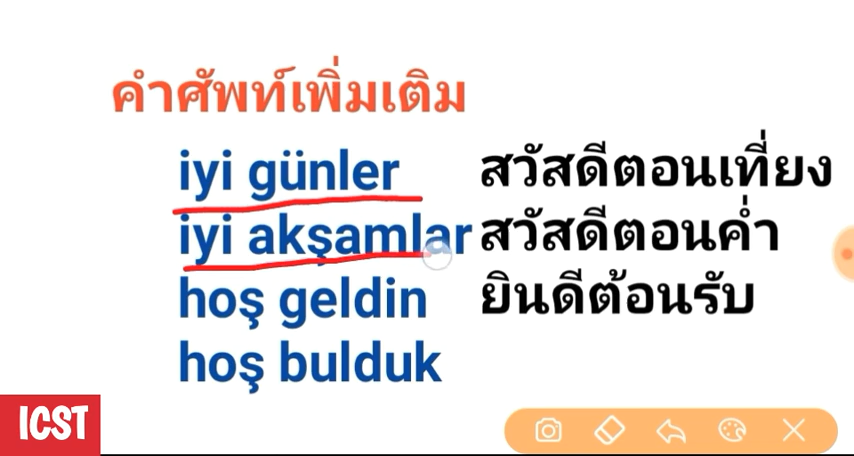 คำศัพท์เพิ่มเติม
iyi günler สวัสดีตอนเที่ยง
iyi akşamlar สวัสดีตอนค่ำ
hoş geldin ยินดีต้อนรับ
hoş bulduk
ICST